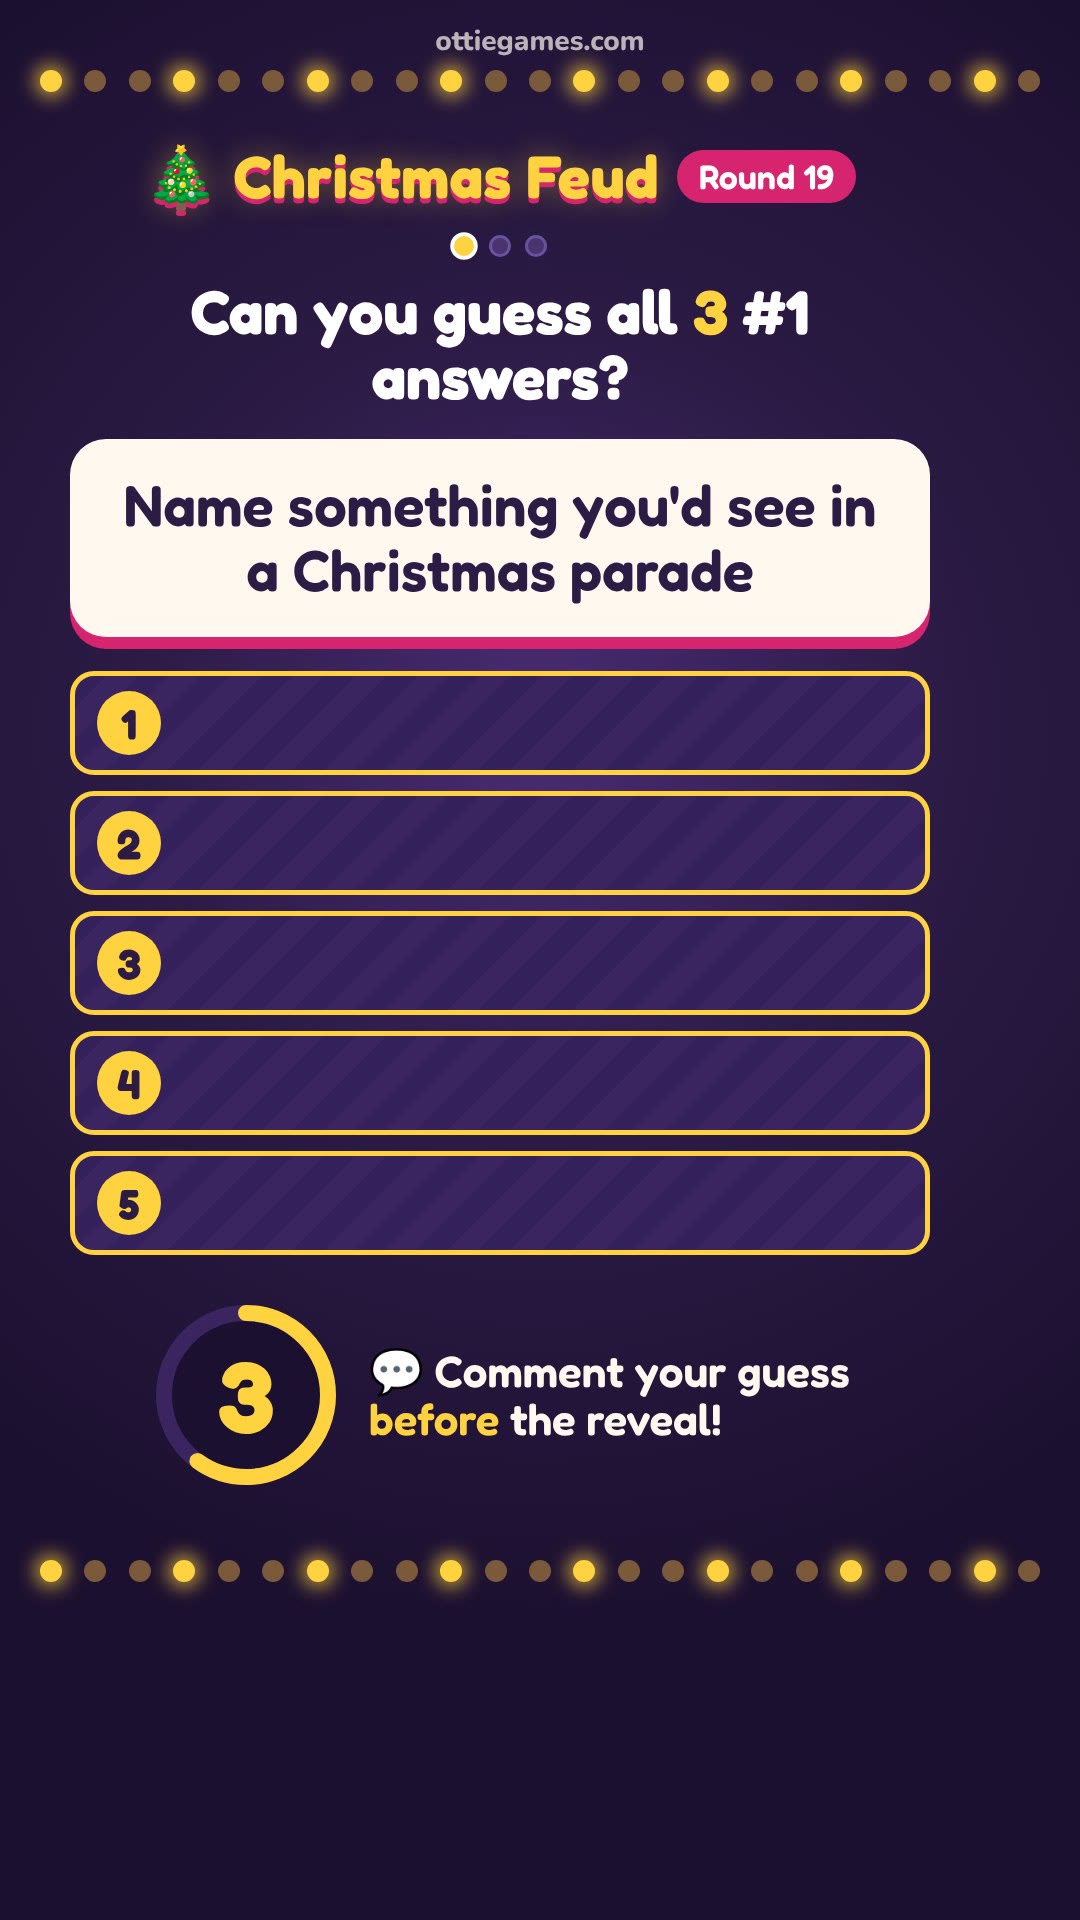 ottiegames.com
Christmas Feud Round 19
Can you guess all 3 #1
answers?
Name something you'd see in
a Christmas parade
1
2
3
4
5
3
Comment your guess
before the reveal!